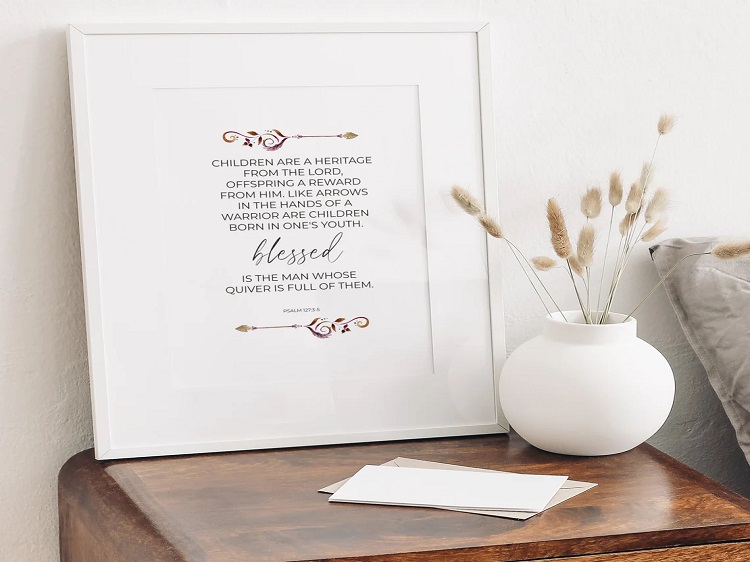 CHILDREN ARE A HERITAGE
FROM THE LORD,
OFFSPRING A REWARD
FROM HIM. LIKE ARROWS
IN THE HANDS OF A
WARRIOR ARE CHILDREN
BORN IN ONE'S YOUTH.
blessed
IS THE MAN WHOSE
QUIVER IS FULL OF THEM.
PSALM 127:3-5